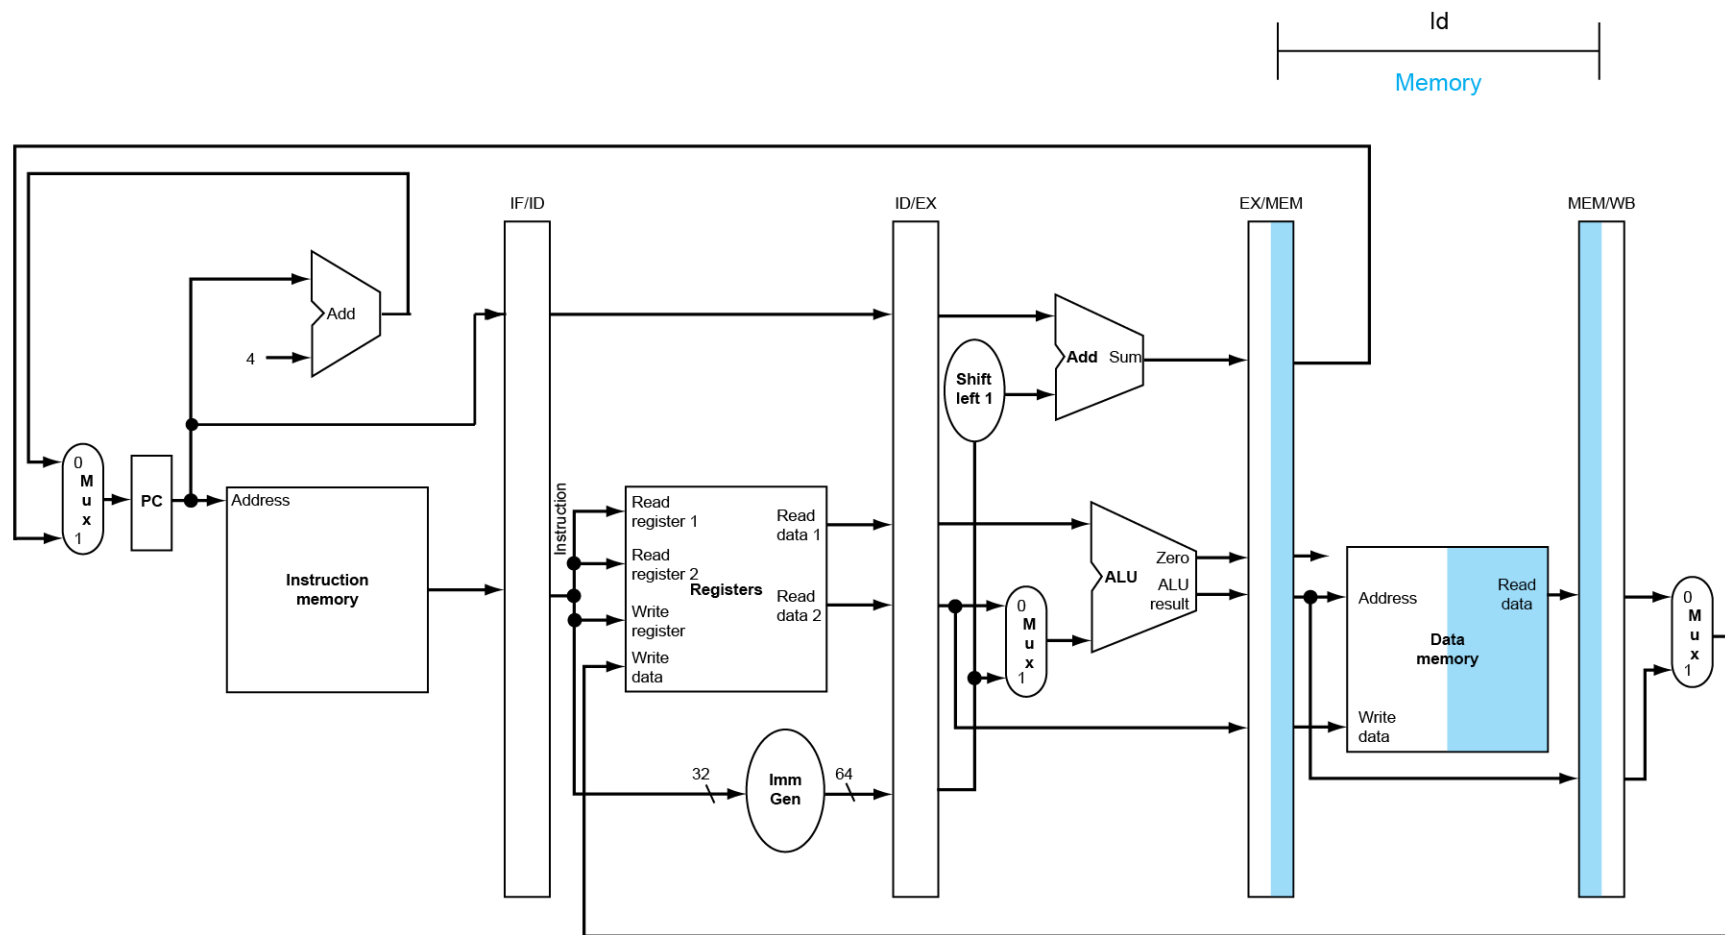 ld
Memory
IF/ID
ID/EX
EX/MEM
MEM/WB
Add
4
Add Sum
Shift
left 1
0
M
u
x
1
PC
Address
Instruction
memory
Instruction
Read
register 1
Read
register 2
Write
register
Write
data
Registers
Read
data 1
Read
data 2
0
M
u
x
1
Zero
ALU
ALU
result
Address
Read
data
Data
memory
Write
data
0
M
u
x
1
32
Imm
Gen
64